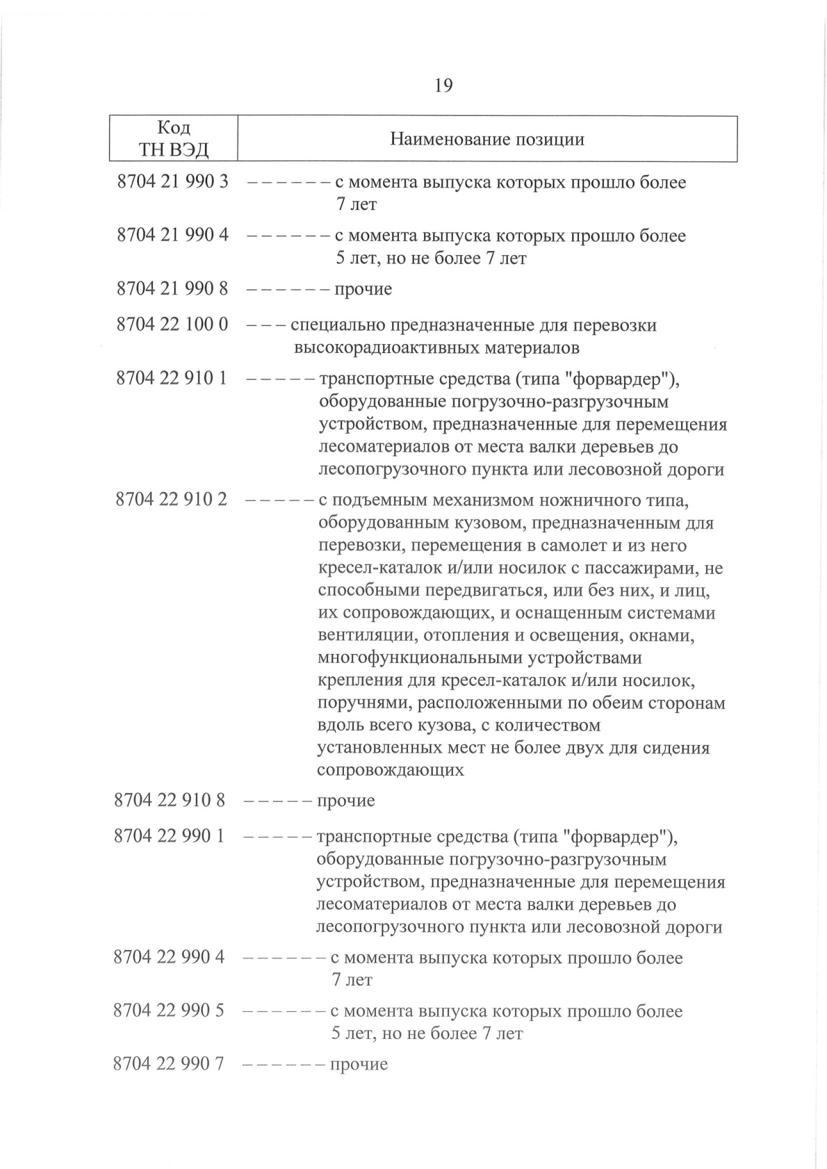 19
Код
ТН ВЭД
Наименование позиции
8704 21 990 3 – – – – – – с момента выпуска которых прошло более
7 лет
8704 21 990 4 – – – – – – с момента выпуска которых прошло более
5 лет, но не более 7 лет
8704 21 990 8 – – – – – – прочие
8704 22 100 0 – – – специально предназначенные для перевозки
высокорадиоактивных материалов
8704 22 910 1 – – – – – транспортные средства (типа "форвардер"),
оборудованные погрузочно-разгрузочным
устройством, предназначенные для перемещения
лесоматериалов от места валки деревьев до
лесопогрузочного пункта или лесовозной дороги
8704 22 910 2 – – – – – с подъемным механизмом ножничного типа,
оборудованным кузовом, предназначенным для
перевозки, перемещения в самолет и из него
кресел-каталок и/или носилок с пассажирами, не
способными передвигаться, или без них, и лиц,
их сопровождающих, и оснащенным системами
вентиляции, отопления и освещения, окнами,
многофункциональными устройствами
крепления для кресел-каталок и/или носилок,
поручнями, расположенными по обеим сторонам
вдоль всего кузова, с количеством
установленных мест не более двух для сидения
сопровождающих
8704 22 910 8 – – – – – прочие
8704 22 990 1 – – – – – транспортные средства (типа "форвардер"),
оборудованные погрузочно-разгрузочным
устройством, предназначенные для перемещения
лесоматериалов от места валки деревьев до
лесопогрузочного пункта или лесовозной дороги
8704 22 990 4 – – – – – – с момента выпуска которых прошло более
7 лет
8704 22 990 5 – – – – – – с момента выпуска которых прошло более
5 лет, но не более 7 лет
8704 22 990 7 – – – – – – прочие